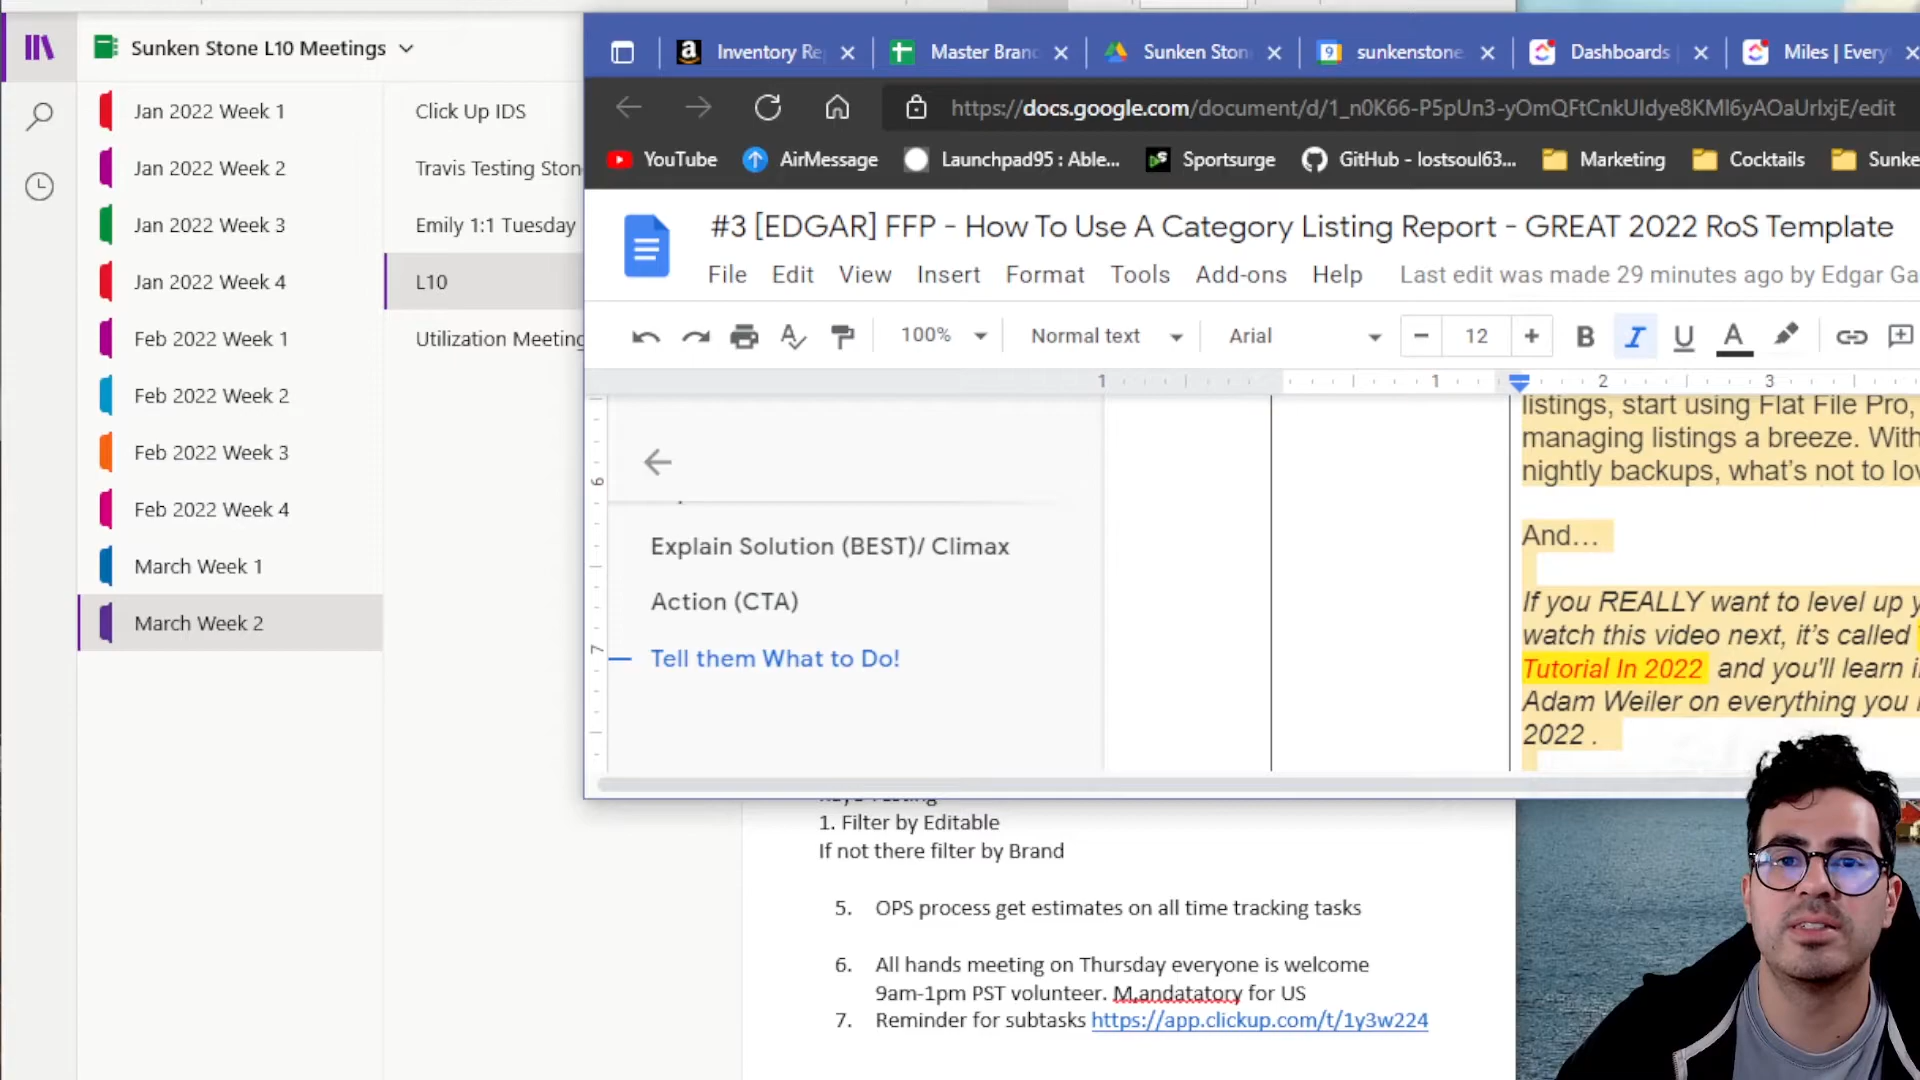 Sunken Stone L10 Meetings
Jan 2022 Week 1
Jan 2022 Week 2
Jan 2022 Week 3
Jan 2022 Week 4
Feb 2022 Week 1
Feb 2022 Week 2
Feb 2022 Week 3
Feb 2022 Week 4
March Week 1
March Week 2
Click Up IDS
Travis Testing Ston
Emily 1:1 Tuesday
L10
Utilization Meeting
Inventory Re
Master Bran
Sunken Ston
sunkenstone
Dashboards
Miles | Every
https://docs.google.com/document/d/1_n0K66-P5pUn3-yOmQFtCnkUIdye8KMl6yAOaUrlxjE/edit
YouTube
AirMessage
Launchpad95 : Able...
Sportsurge
GitHub - lostsoul63...
Marketing
Cocktails
Sunke
#3 [EDGAR] FFP - How To Use A Category Listing Report - GREAT 2022 RoS Template
File Edit View Insert Format Tools Add-ons Help Last edit was made 29 minutes ago by Edgar Ga
100% Normal text Arial 12 B I U A
1 1 2 3
6
7
Explain Solution (BEST)/ Climax
Action (CTA)
Tell them What to Do!
listings, start using Flat File Pro,
managing listings a breeze. With
nightly backups, what's not to lov
And…
If you REALLY want to level up y
watch this video next, it's called
Tutorial In 2022 and you'll learn i
Adam Weiler on everything you
2022 .
1. Filter by Editable
If not there filter by Brand
5. OPS process get estimates on all time tracking tasks
6. All hands meeting on Thursday everyone is welcome
9am-1pm PST volunteer. M,andatatory for US
7. Reminder for subtasks https://app.clickup.com/t/1y3w224